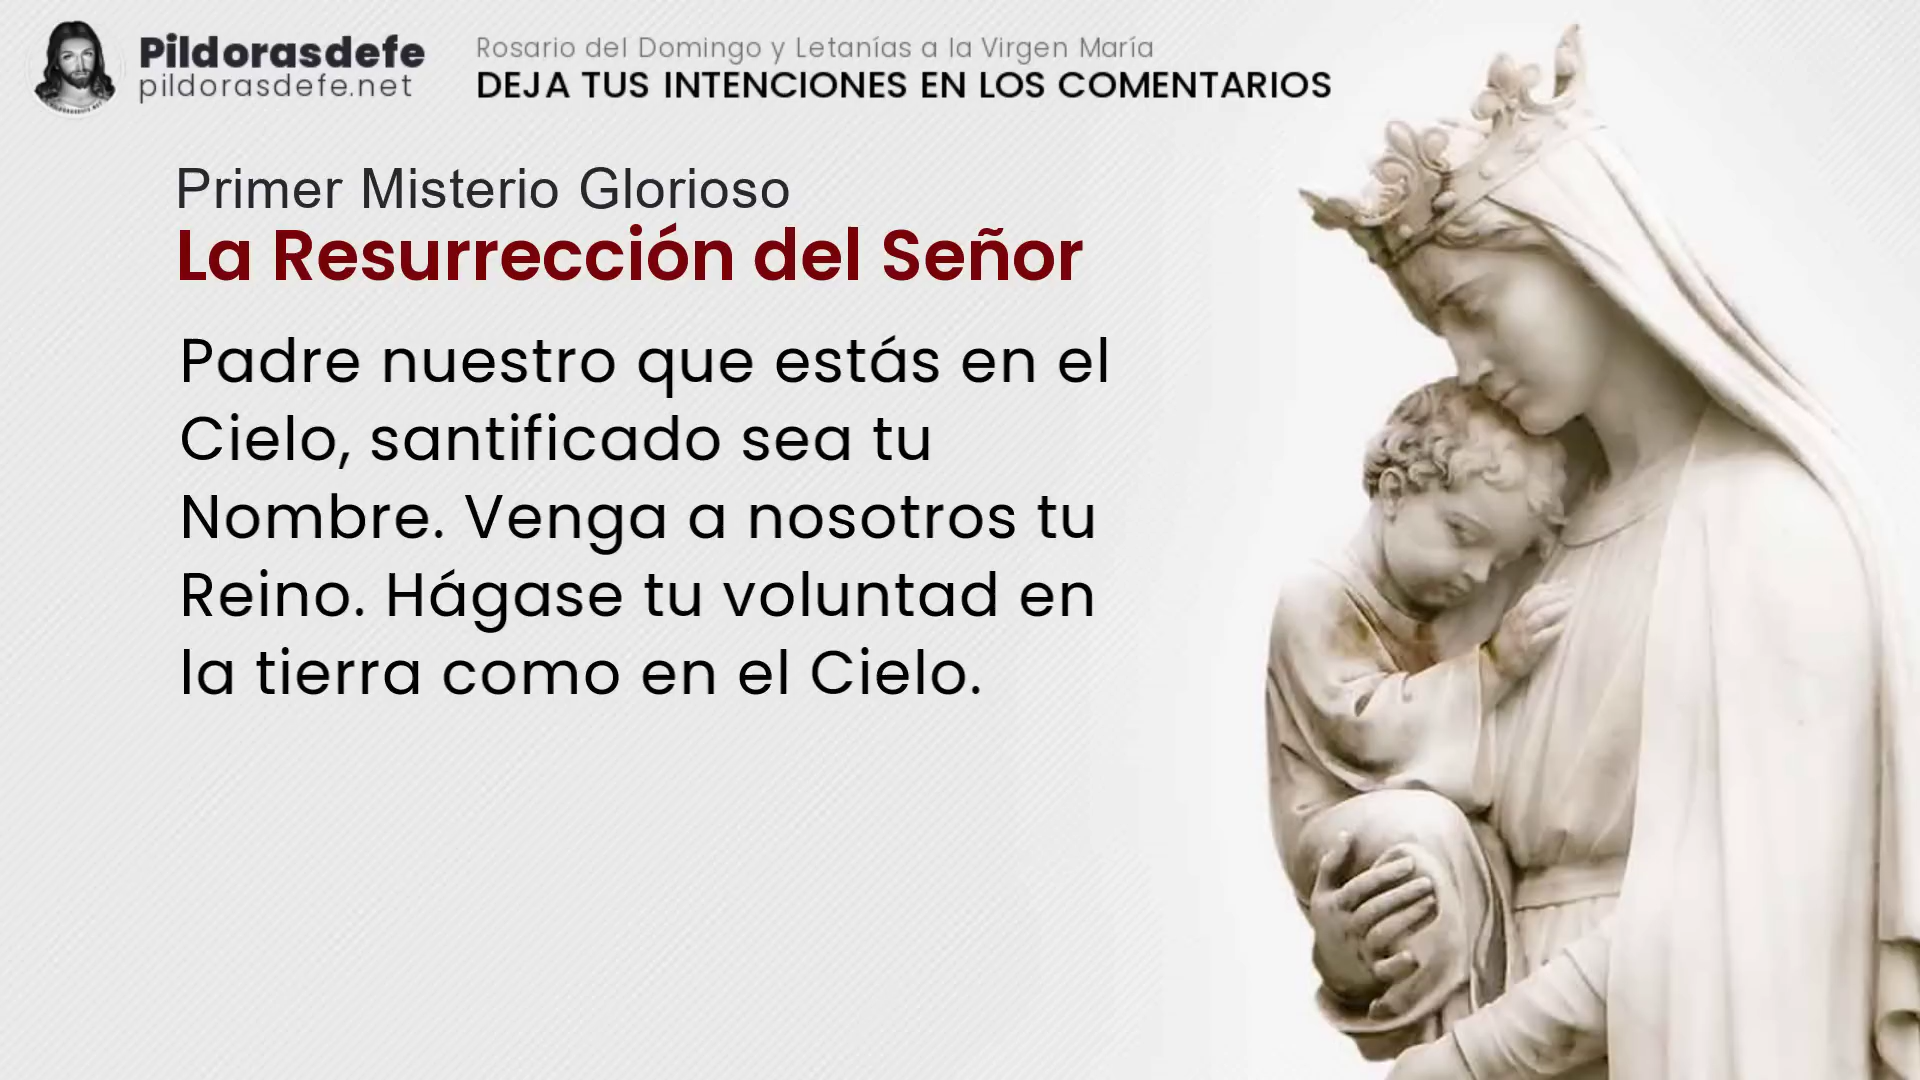 Pildorasdefe
pildorasdefe.net
Rosario del Domingo y Letanías a la Virgen María
DEJA TUS INTENCIONES EN LOS COMENTARIOS
Primer Misterio Glorioso
La Resurrección del Señor
Padre nuestro que estás en el
Cielo, santificado sea tu
Nombre. Venga a nosotros tu
Reino. Hágase tu voluntad en
la tierra como en el Cielo.